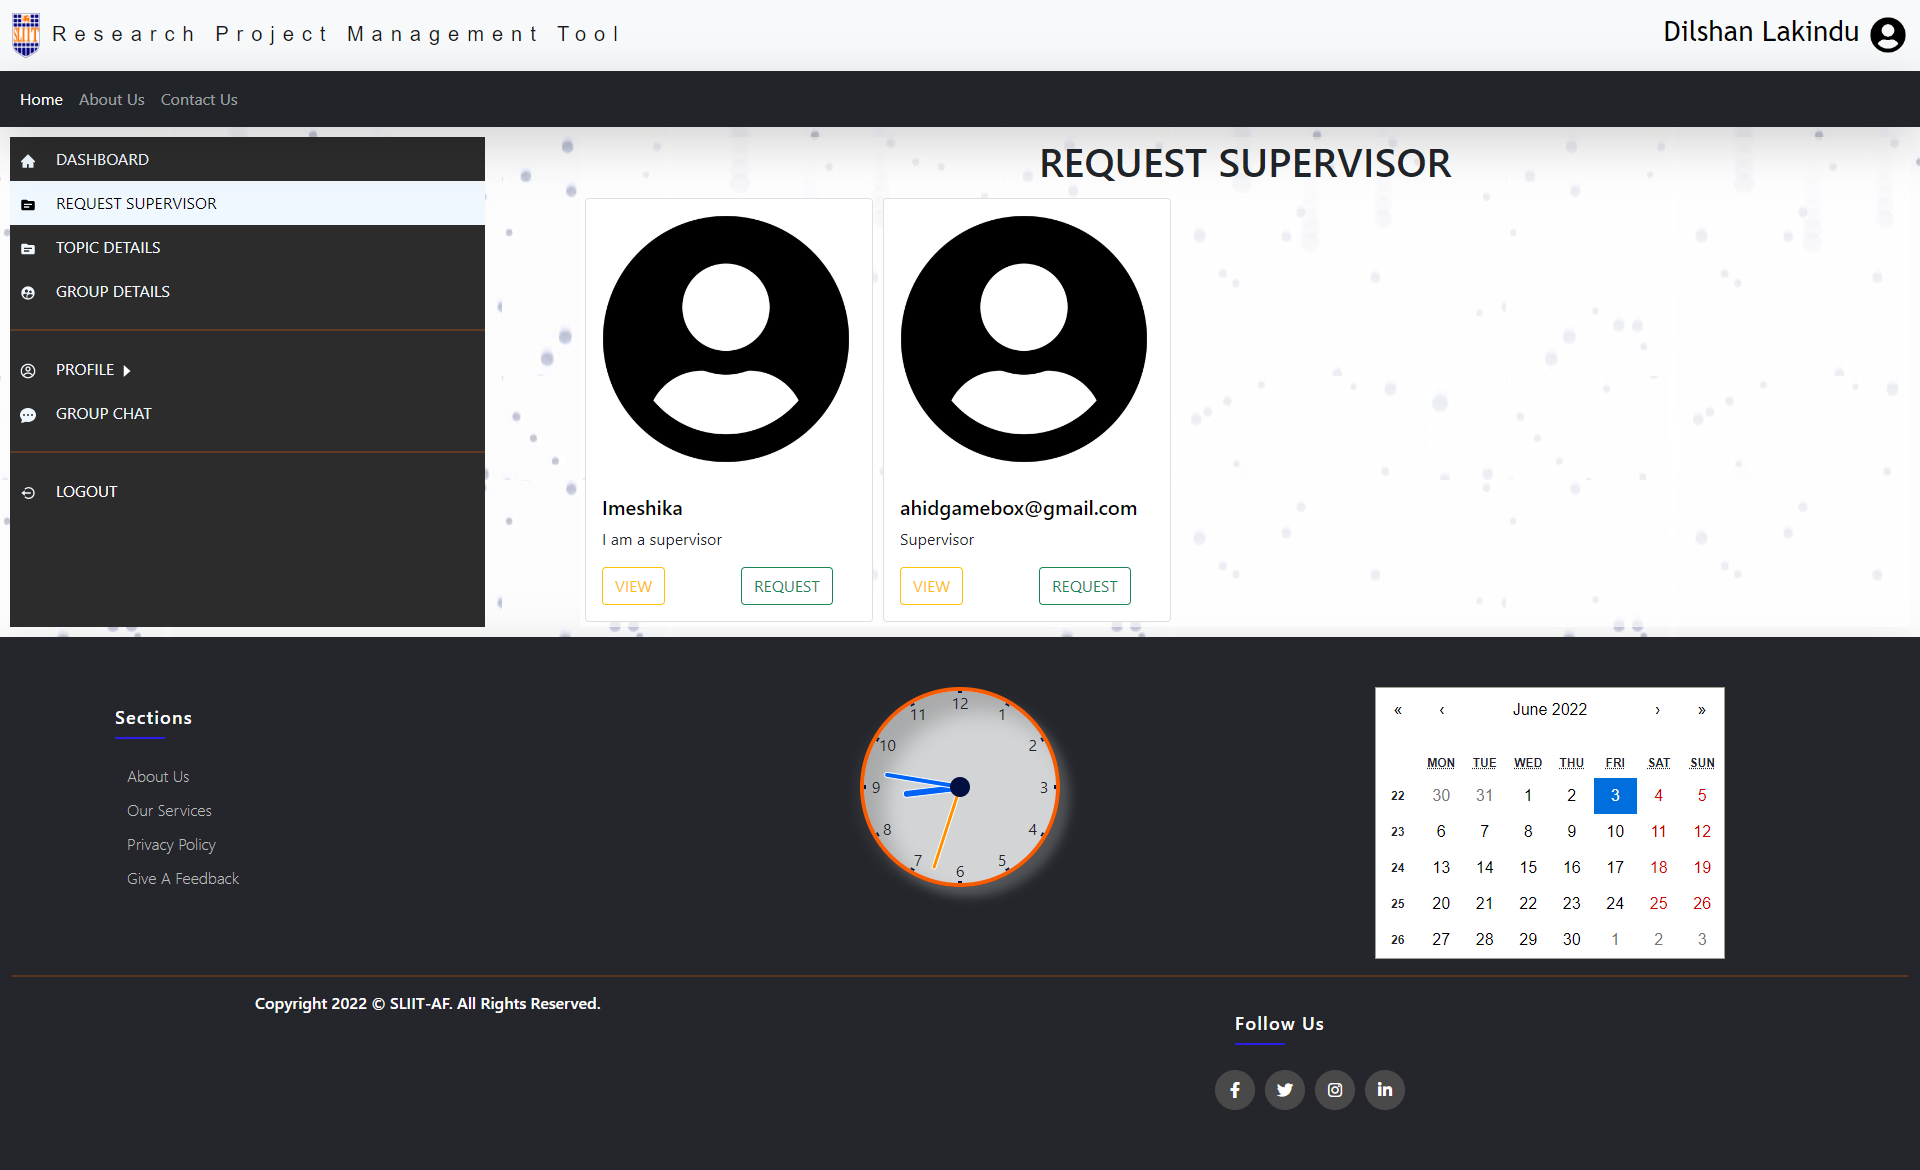 SLIIT
Research Project Management Tool
Dilshan Lakindu
Home About Us Contact Us
DASHBOARD
REQUEST SUPERVISOR
TOPIC DETAILS
GROUP DETAILS
PROFILE
GROUP CHAT
LOGOUT
REQUEST SUPERVISOR
Imeshika
I am a supervisor
VIEW REQUEST
ahidgamebox@gmail.com
Supervisor
VIEW REQUEST
Sections
About Us
Our Services
Privacy Policy
Give A Feedback
12
1
2
3
4
5
6
7
8
9
10
11
« ‹ June 2022 › »
MON TUE WED THU FRI SAT SUN
22 30 31 1 2 3 4 5
23 6 7 8 9 10 11 12
24 13 14 15 16 17 18 19
25 20 21 22 23 24 25 26
26 27 28 29 30 1 2 3
Copyright 2022 © SLIIT-AF. All Rights Reserved.
Follow Us